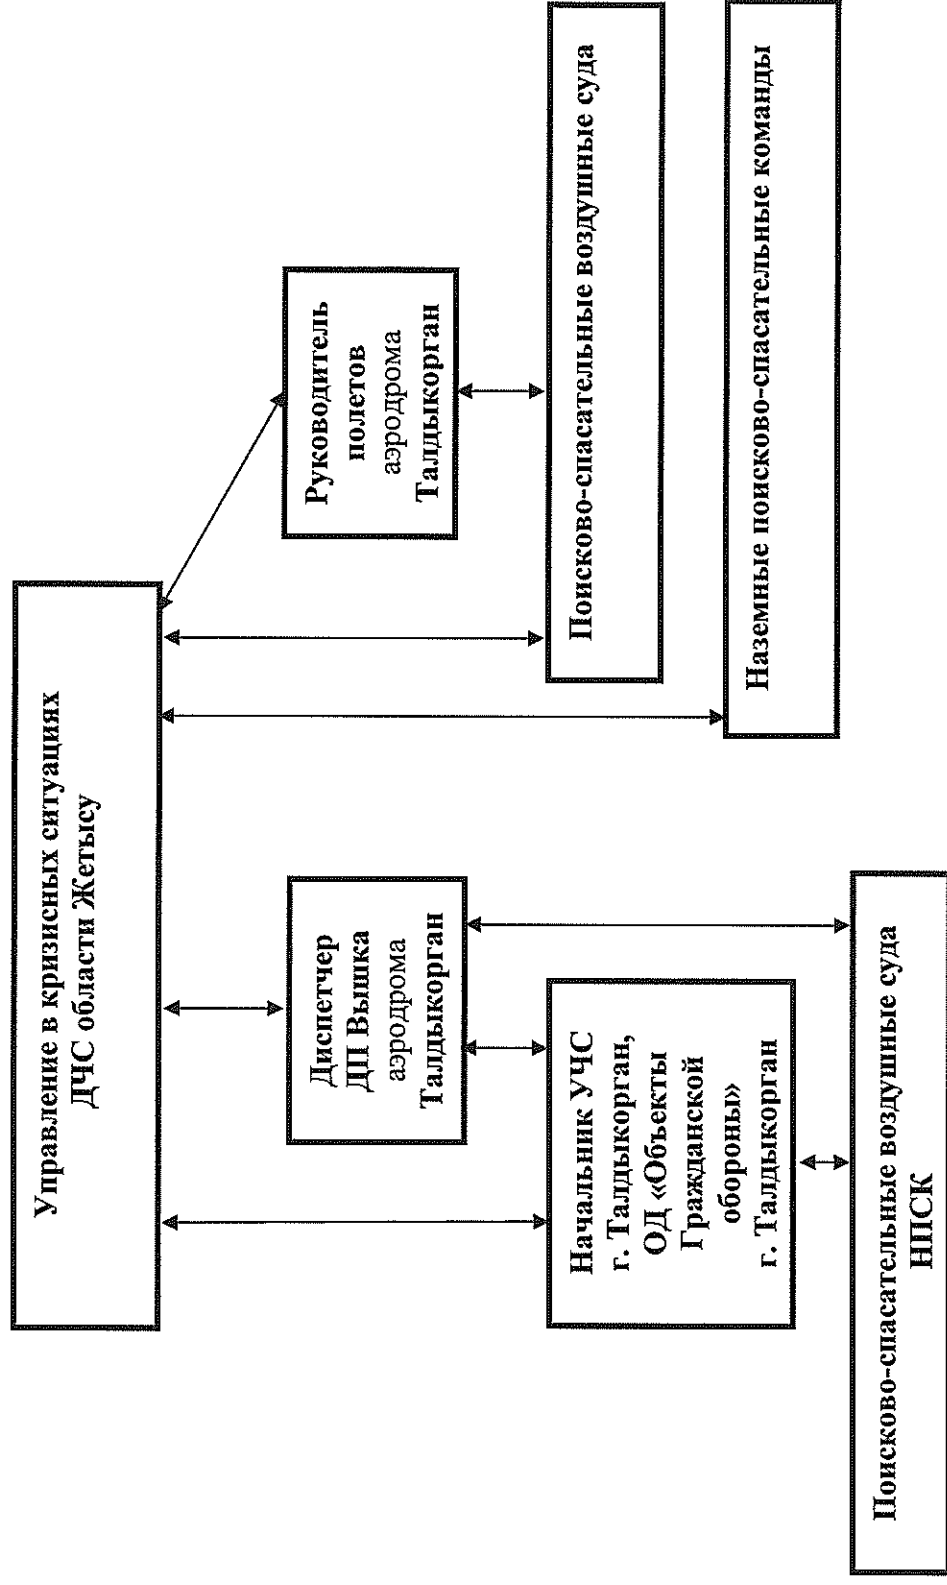 Управление в кризисных ситуациях
ДЧС области Жетысу
Диспетчер
ДП Вышка
аэродрома
Талдыкорган
Руководитель
полетов
аэродрома
Талдыкорган
Начальник УЧС
г. Талдыкорган,
ОД «Объекты
Гражданской
обороны»
г. Талдыкорган
Поисково-спасательные воздушные суда
Наземные поисково-спасательные команды
Поисково-спасательные воздушные суда
НПСК